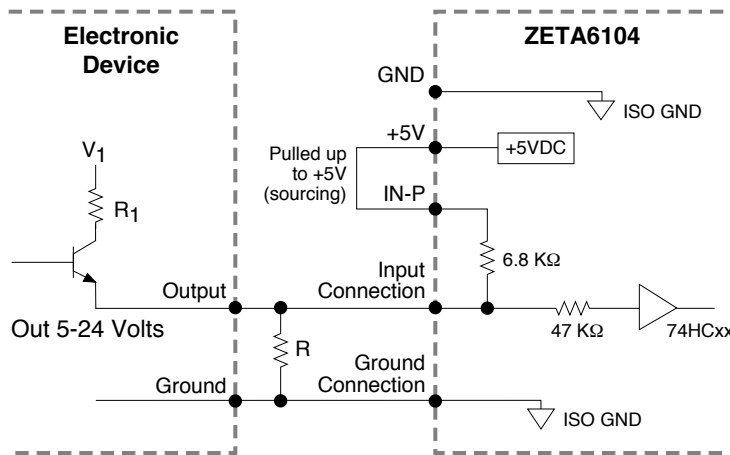 Electronic
Device
ZETA6104
GND
ISO GND
+5V
+5VDC
V1
Pulled up
to +5V
(sourcing)
IN-P
R1
6.8 KΩ
Output
Input
Connection
Out 5-24 Volts
R
47 KΩ
74HCxx
Ground
Ground
Connection
ISO GND